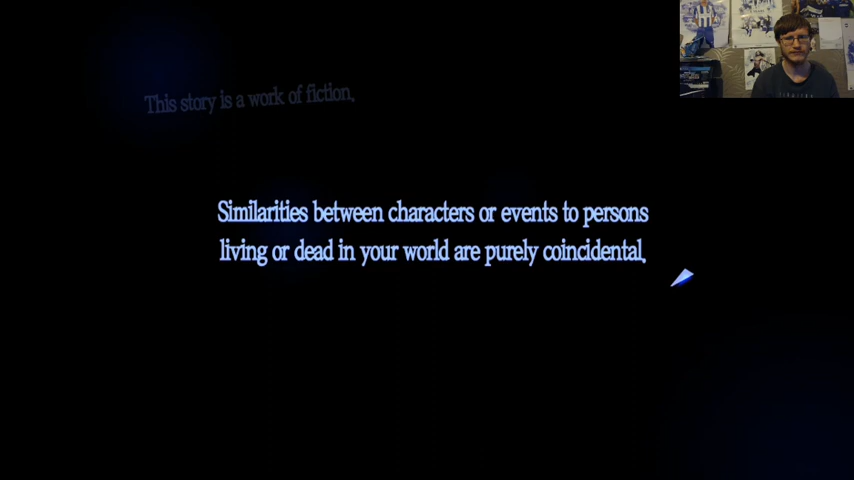 This story is a work of fiction.
Similarities between characters or events to persons
living or dead in your world are purely coincidental.